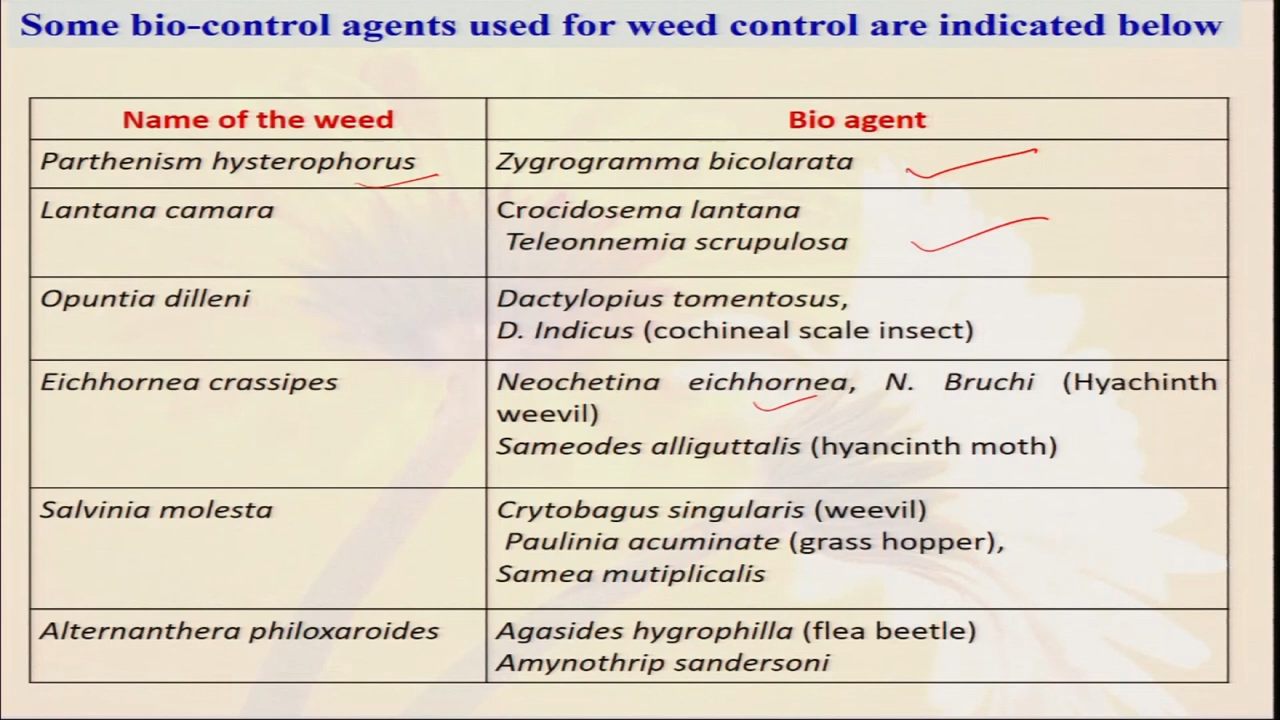 Some bio-control agents used for weed control are indicated below
Name of the weed
Bio agent
Parthenism hysterophorus
Zygrogramma bicolarata
Lantana camara
Crocidosema lantana
Teleonnemia scrupulosa
Opuntia dilleni
Dactylopius tomentosus,
D. Indicus (cochineal scale insect)
Eichhornea crassipes
Neochetina eichhornea, N. Bruchi (Hyachinth
weevil)
Sameodes alliguttalis (hyancinth moth)
Salvinia molesta
Crytobagus singularis (weevil)
Paulinia acuminate (grass hopper),
Samea mutiplicalis
Alternanthera philoxaroides
Agasides hygrophilla (flea beetle)
Amynothrip sandersoni